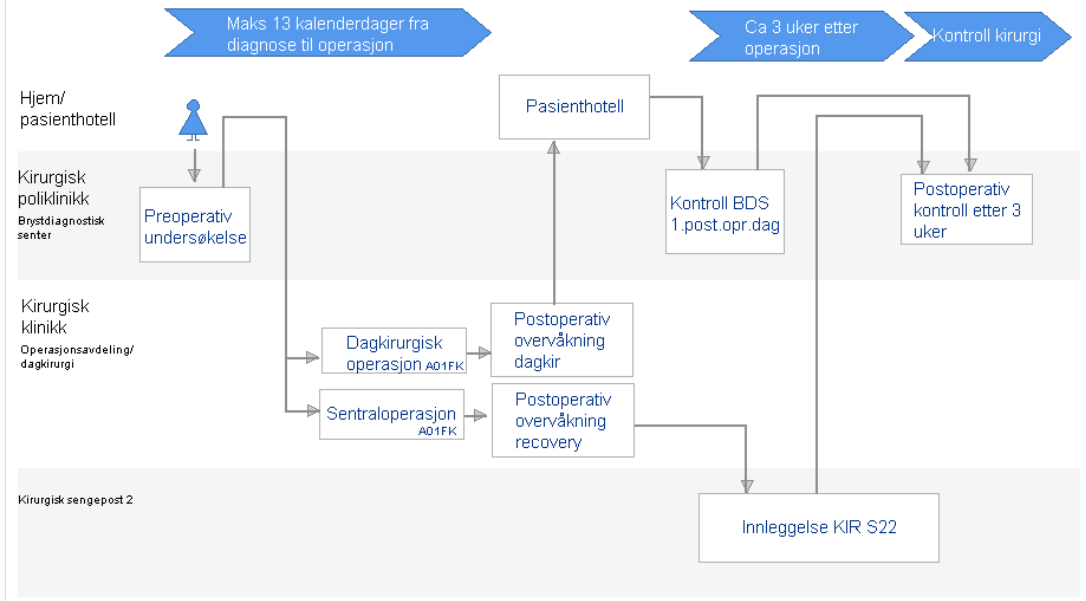 Maks 13 kalenderdager fra
diagnose til operasjon
Ca 3 uker etter
operasjon
Kontroll kirurgi
Hjem/
pasienthotell
Pasienthotell
Kirurgisk
poliklinikk
Brystdiagnostisk
senter
Preoperativ
undersøkelse
Kontroll BDS
1.post.opr.dag
Postoperativ
kontroll etter 3
uker
Kirurgisk
klinikk
Operasjonsavdeling/
dagkirurgi
Dagkirurgisk
operasjon A01FK
Postoperativ
overvåkning
dagkir
Sentraloperasjon
A01FK
Postoperativ
overvåkning
recovery
Kirurgisk sengepost 2
Innleggelse KIR S22